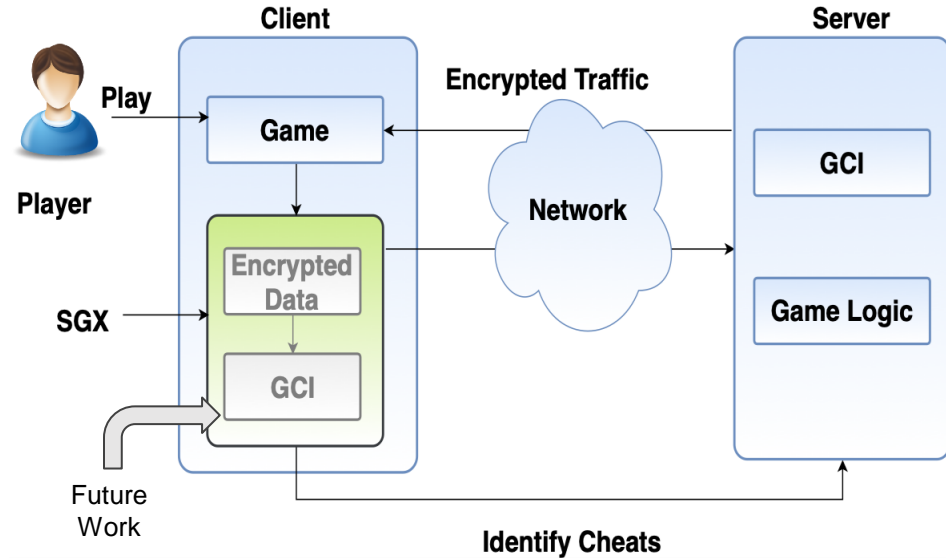 Client
Server
Encrypted Traffic
Play
Game
GCI
Player
Network
Encrypted
Data
SGX
Game Logic
GCI
Future
Work
Identify Cheats